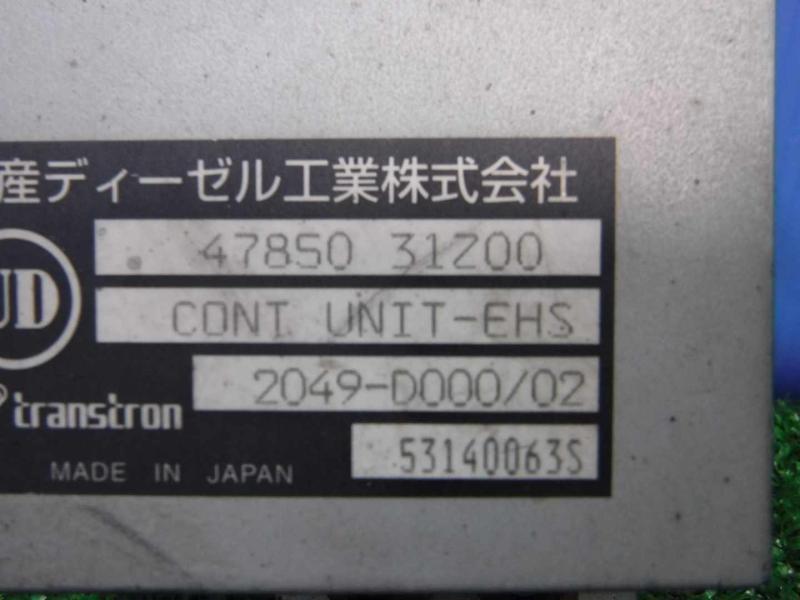 産ディーゼル工業株式会社
47850 31Z00
UD
CONT UNIT-EHS
2049-D000/02
transtron
53140063S
MADE IN JAPAN